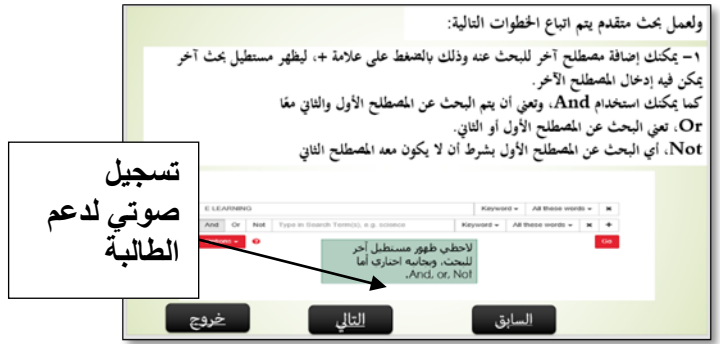 ولعمل بحث متقدم يتم اتباع الخطوات التالية:
١- يمكنك إضافة مصطلح آخر للبحث عنه وذلك بالضغط على علامة +، ليظهر مستطيل بحث آخر
يمكن فيه إدخال المصطلح الآخر.
كما يمكنك استخدام And، وتعني أن يتم البحث عن المصطلح الأول والثاني معًا
Or، تعني البحث عن المصطلح الأول أو الثاني.
Not، أي البحث عن المصطلح الأول بشرط أن لا يكون معه المصطلح الثاني
تسجيل
صوتي لدعم
الطالبة
E LEARNING Keyword All these words
And Or Not Type in Search Term(s), e.g. science Keyword All these words +
Go
لاحظي ظهور مستطيل آخر
للبحث، وبجانبه اختاري أما
And, or, Not.
السابق
التالي
خروج